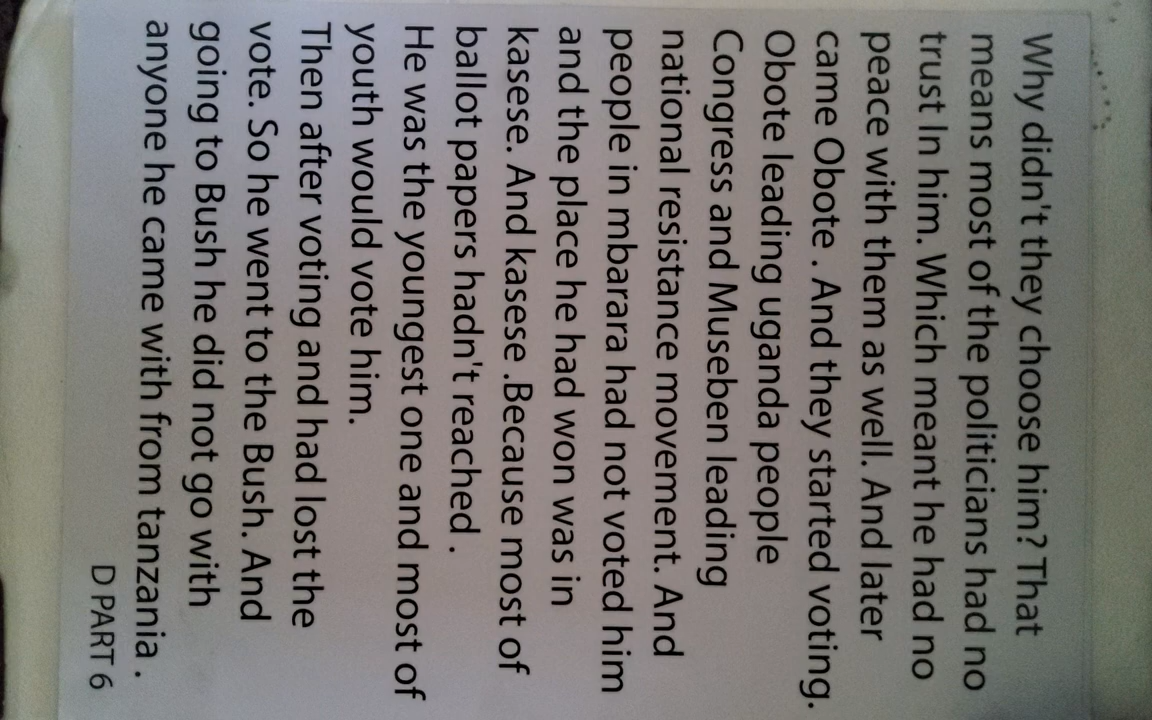 Why didn't they choose him? That
means most of the politicians had no
trust In him. Which meant he had no
peace with them as well. And later
came Obote . And they started voting.
Obote leading uganda people
Congress and Museben leading
national resistance movement. And
people in mbarara had not voted him
and the place he had won was in
kasese. And kasese .Because most of
ballot papers hadn't reached .
He was the youngest one and most of
youth would vote him.
Then after voting and had lost the
vote. So he went to the Bush. And
going to Bush he did not go with
anyone he came with from tanzania .
D PART 6